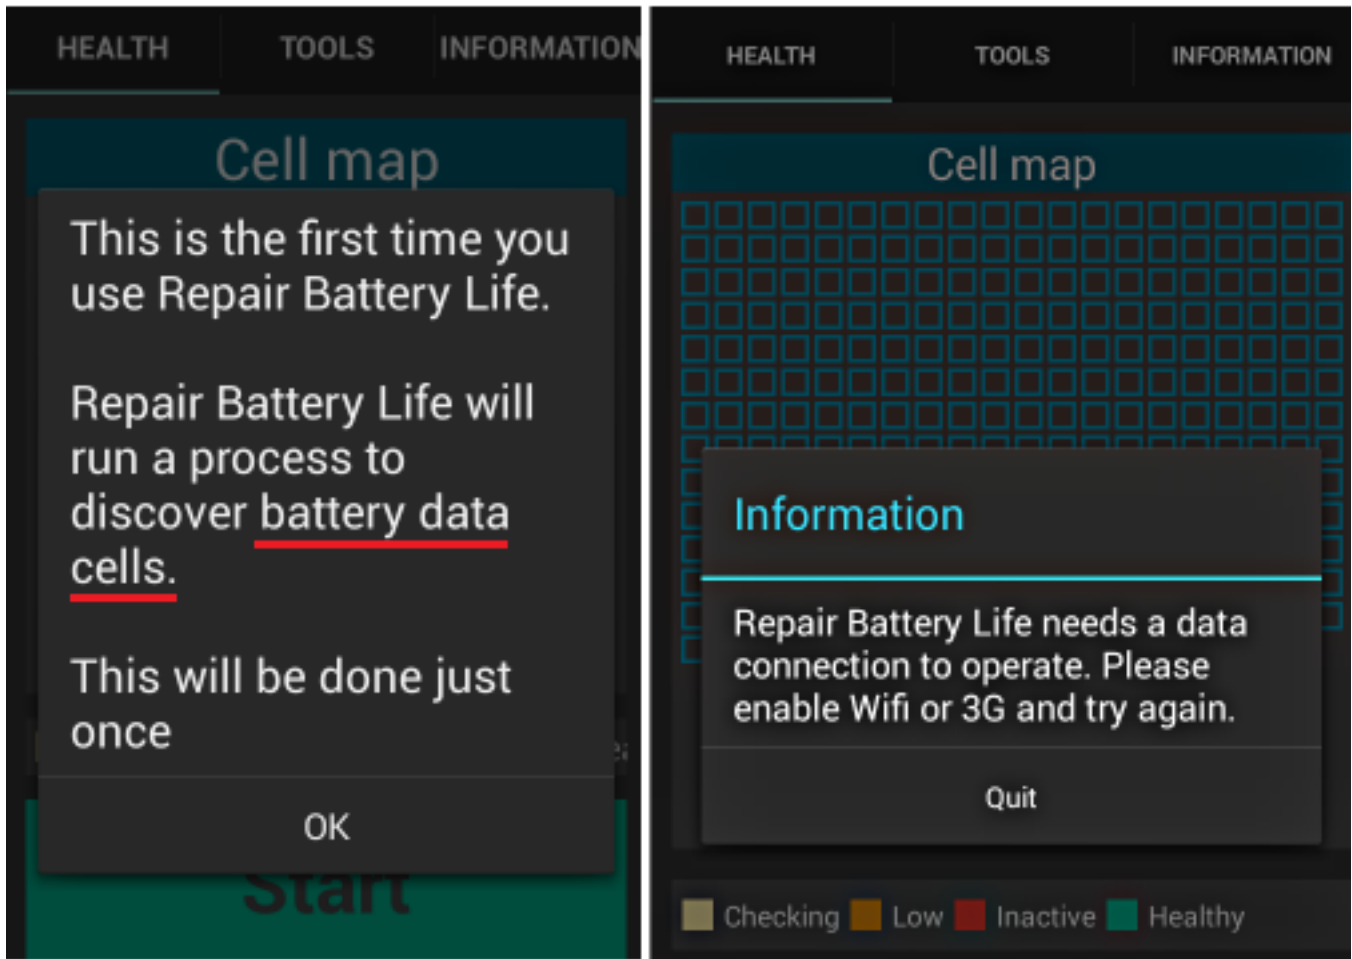 HEALTH TOOLS INFORMATION
Cell map
This is the first time you
use Repair Battery Life.
Repair Battery Life will
run a process to
discover battery data
cells.
This will be done just
once
OK
Start
HEALTH TOOLS INFORMATION
Cell map
Information
Repair Battery Life needs a data
connection to operate. Please
enable Wifi or 3G and try again.
Quit
Checking Low Inactive Healthy